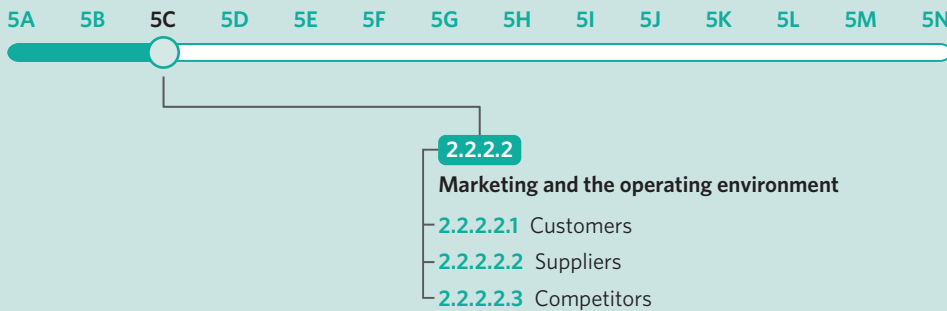 5A 5B 5C 5D 5E 5F 5G 5H 5I 5J 5K 5L 5M 5N
2.2.2.2
Marketing and the operating environment
2.2.2.2.1 Customers
2.2.2.2.2 Suppliers
2.2.2.2.3 Competitors